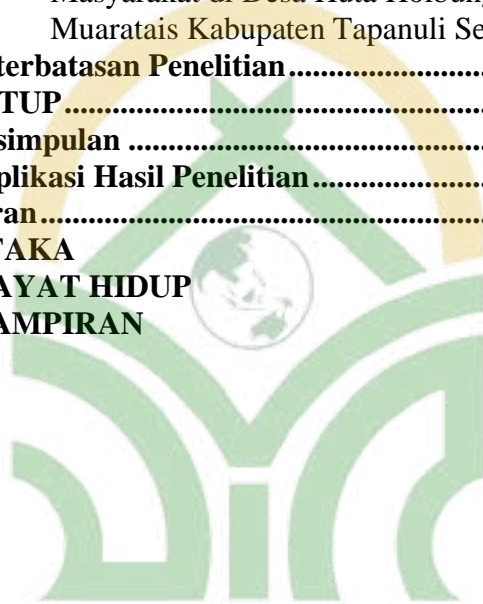 Masyarakat di Desa Huta Holbung
Muaratais Kabupaten Tapanuli Se
terbatasan Penelitian
TUP
simpulan
plikasi Hasil Penelitian
ran
TAKA
AYAT HIDUP
AMPIRAN